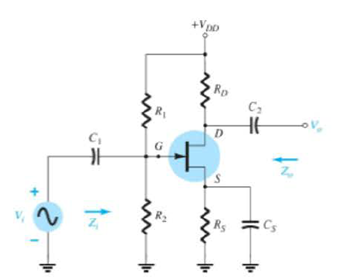 +V_DD
R_D
R_1
C_2
D
V_o
C_1
G
S
Z_o
+
V_i
Z_i
R_2
R_S
C_S
−